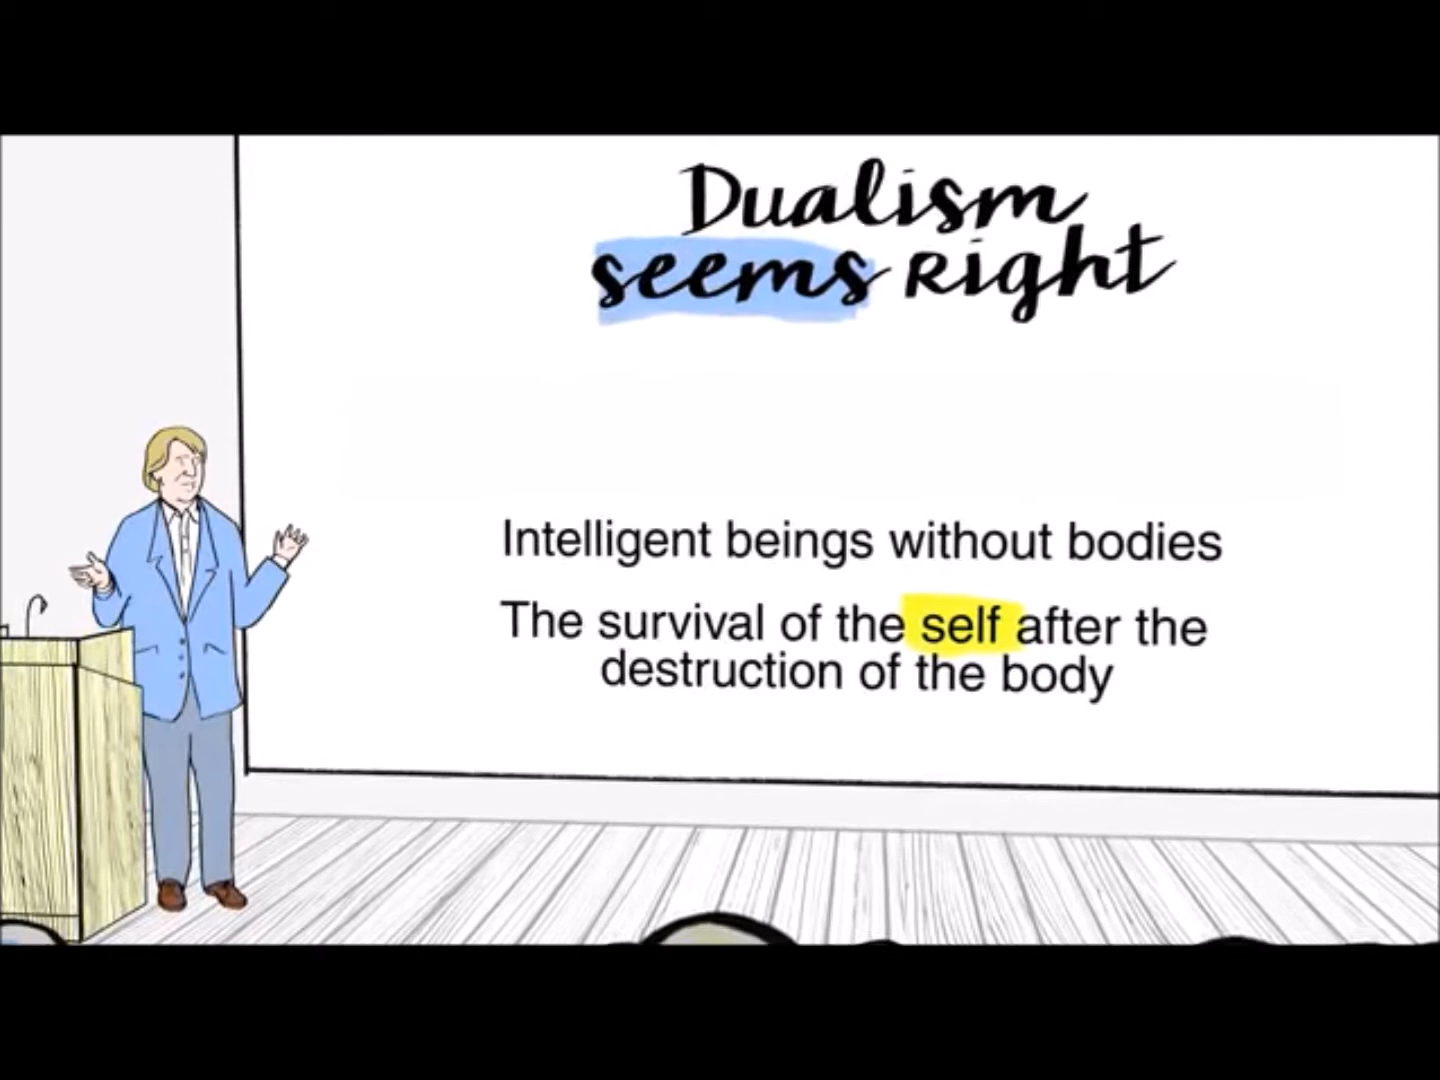 Dualism
seems Right
Intelligent beings without bodies
The survival of the self after the
destruction of the body